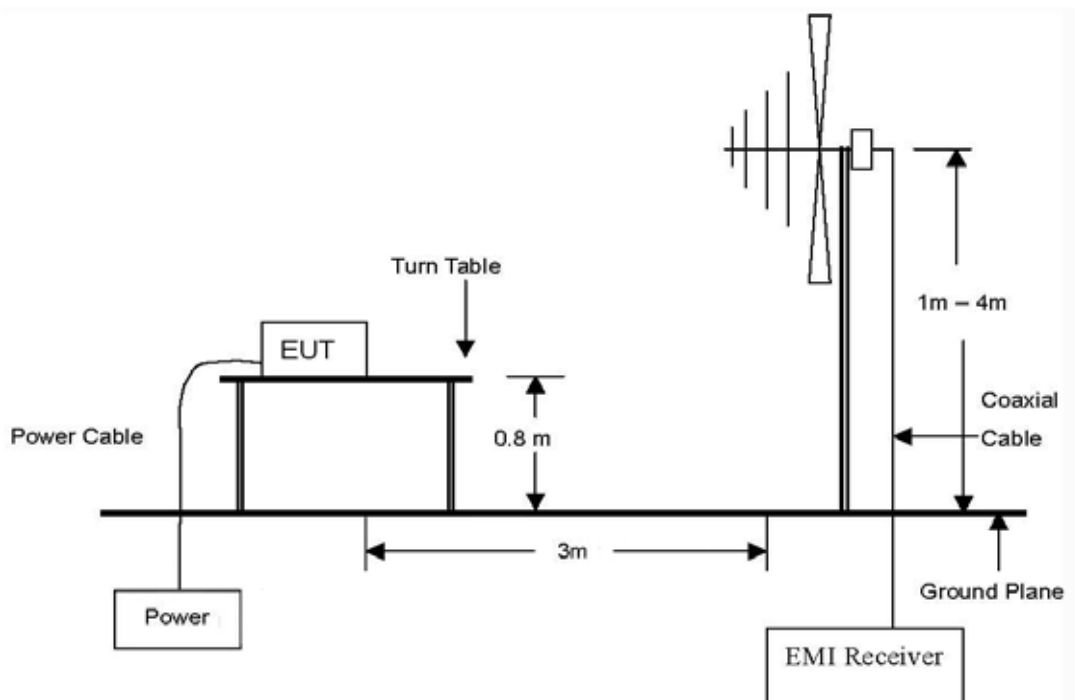 Turn Table
EUT
1m – 4m
Coaxial
Cable
Power Cable
0.8 m
3m
Ground Plane
Power
EMI Receiver